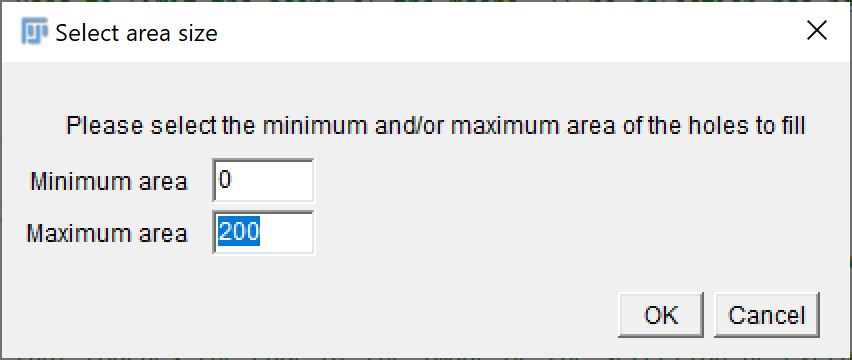 Select area size
Please select the minimum and/or maximum area of the holes to fill
Minimum area 0
Maximum area 200
OK Cancel